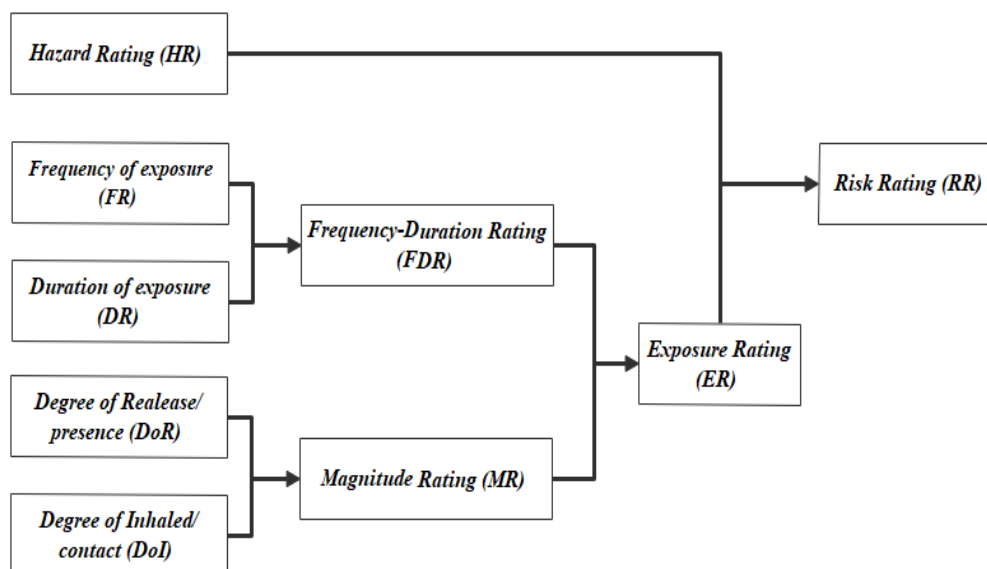 Hazard Rating (HR)
Frequency of exposure
(FR)
Risk Rating (RR)
Frequency-Duration Rating
(FDR)
Duration of exposure
(DR)
Exposure Rating
(ER)
Degree of Realease/
presence (DoR)
Magnitude Rating (MR)
Degree of Inhaled/
contact (DoI)